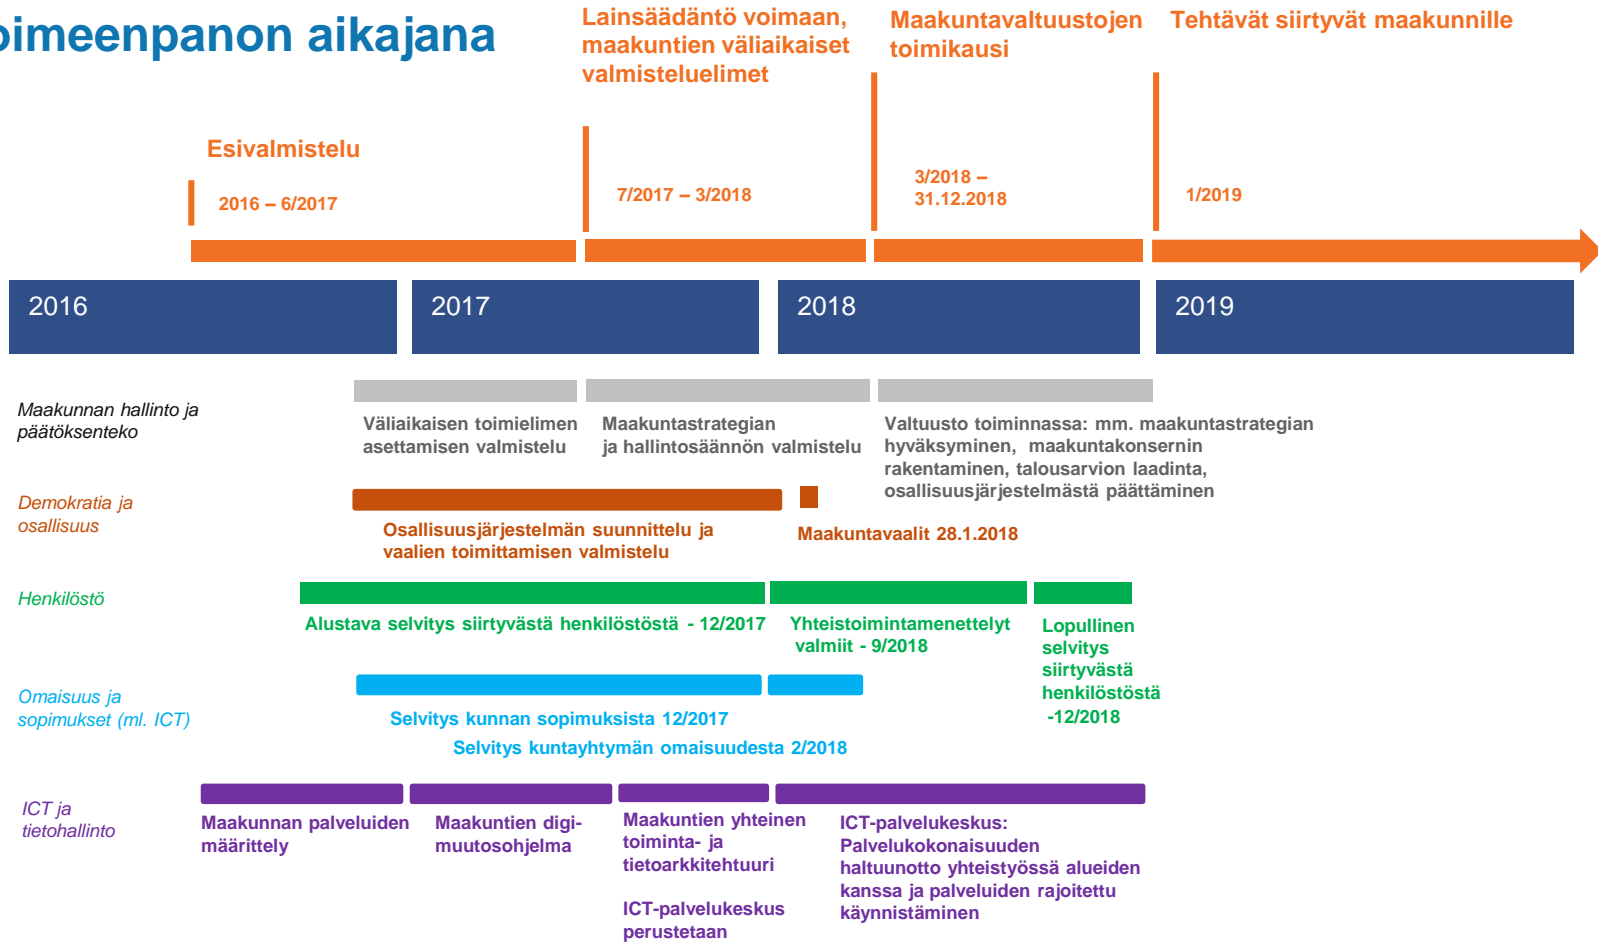 oimeenpanon aikajana
Lainsäädäntö voimaan,
maakuntien väliaikaiset
valmisteluelimet
Maakuntavaltuustojen
toimikausi
Tehtävät siirtyvät maakunnille
Esivalmistelu
2016 – 6/2017
7/2017 – 3/2018
3/2018 –
31.12.2018
1/2019
2016
2017
2018
2019
Maakunnan hallinto ja
päätöksenteko
Väliaikaisen toimielimen
asettamisen valmistelu
Maakuntastrategian
ja hallintosäännön valmistelu
Valtuusto toiminnassa: mm. maakuntastrategian
hyväksyminen, maakuntakonsernin
rakentaminen, talousarvion laadinta,
osallisuusjärjestelmästä päättäminen
Demokratia ja
osallisuus
Osallisuusjärjestelmän suunnittelu ja
vaalien toimittamisen valmistelu
Maakuntavaalit 28.1.2018
Henkilöstö
Alustava selvitys siirtyvästä henkilöstöstä - 12/2017
Yhteistoimintamenettelyt
valmiit - 9/2018
Lopullinen
selvitys
siirtyvästä
henkilöstöstä
-12/2018
Omaisuus ja
sopimukset (ml. ICT)
Selvitys kunnan sopimuksista 12/2017
Selvitys kuntayhtymän omaisuudesta 2/2018
ICT ja
tietohallinto
Maakunnan palveluiden
määrittely
Maakuntien digi-
muutosohjelma
Maakuntien yhteinen
toiminta- ja
tietoarkkitehtuuri
ICT-palvelukeskus
perustetaan
ICT-palvelukeskus:
Palvelukokonaisuuden
haltuunotto yhteistyössä alueiden
kanssa ja palveluiden rajoitettu
käynnistäminen